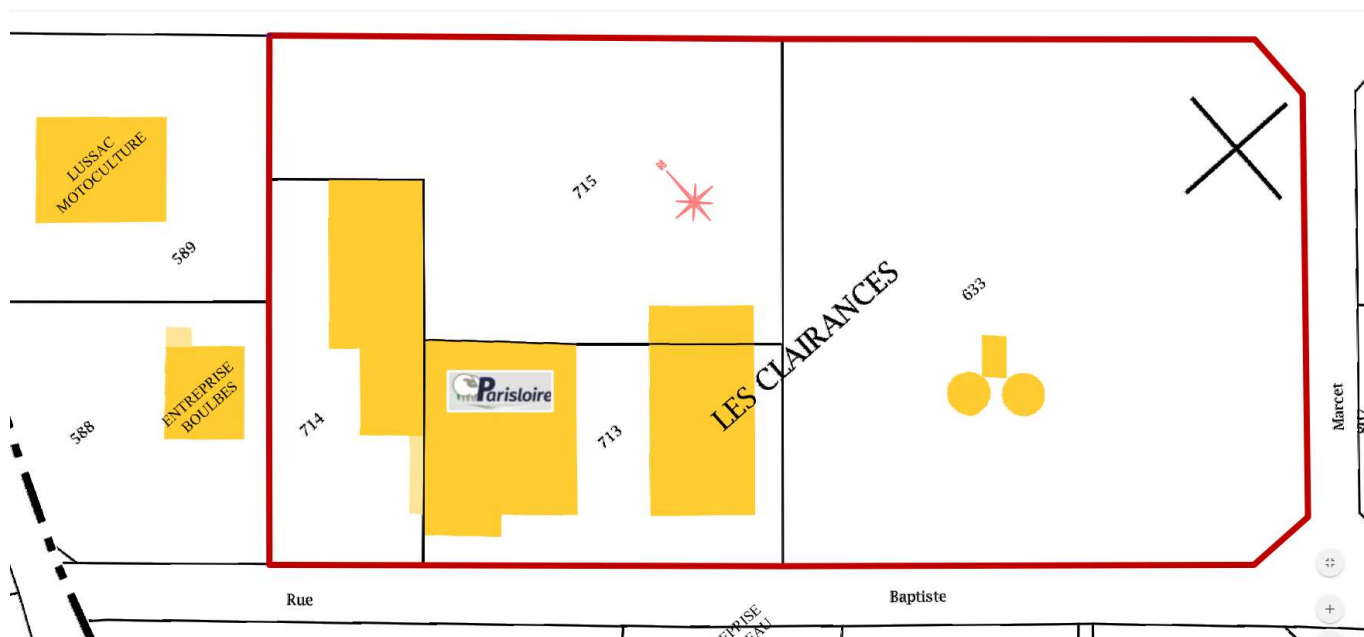 LUSSAC
MOTOCULTURE
589
715
N
633
LES CLAIRANCES
Parisloire
ENTREPRISE
BOULBES
588
714
713
Marcet
Rue
Baptiste
+